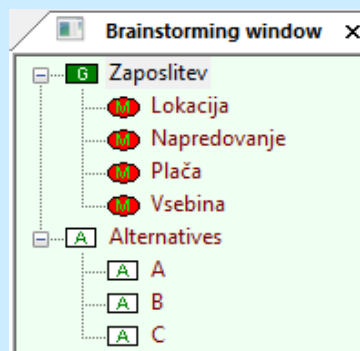 Brainstorming window x
G Zaposlitev
M Lokacija
M Napredovanje
M Plača
M Vsebina
A Alternatives
A A
A B
A C